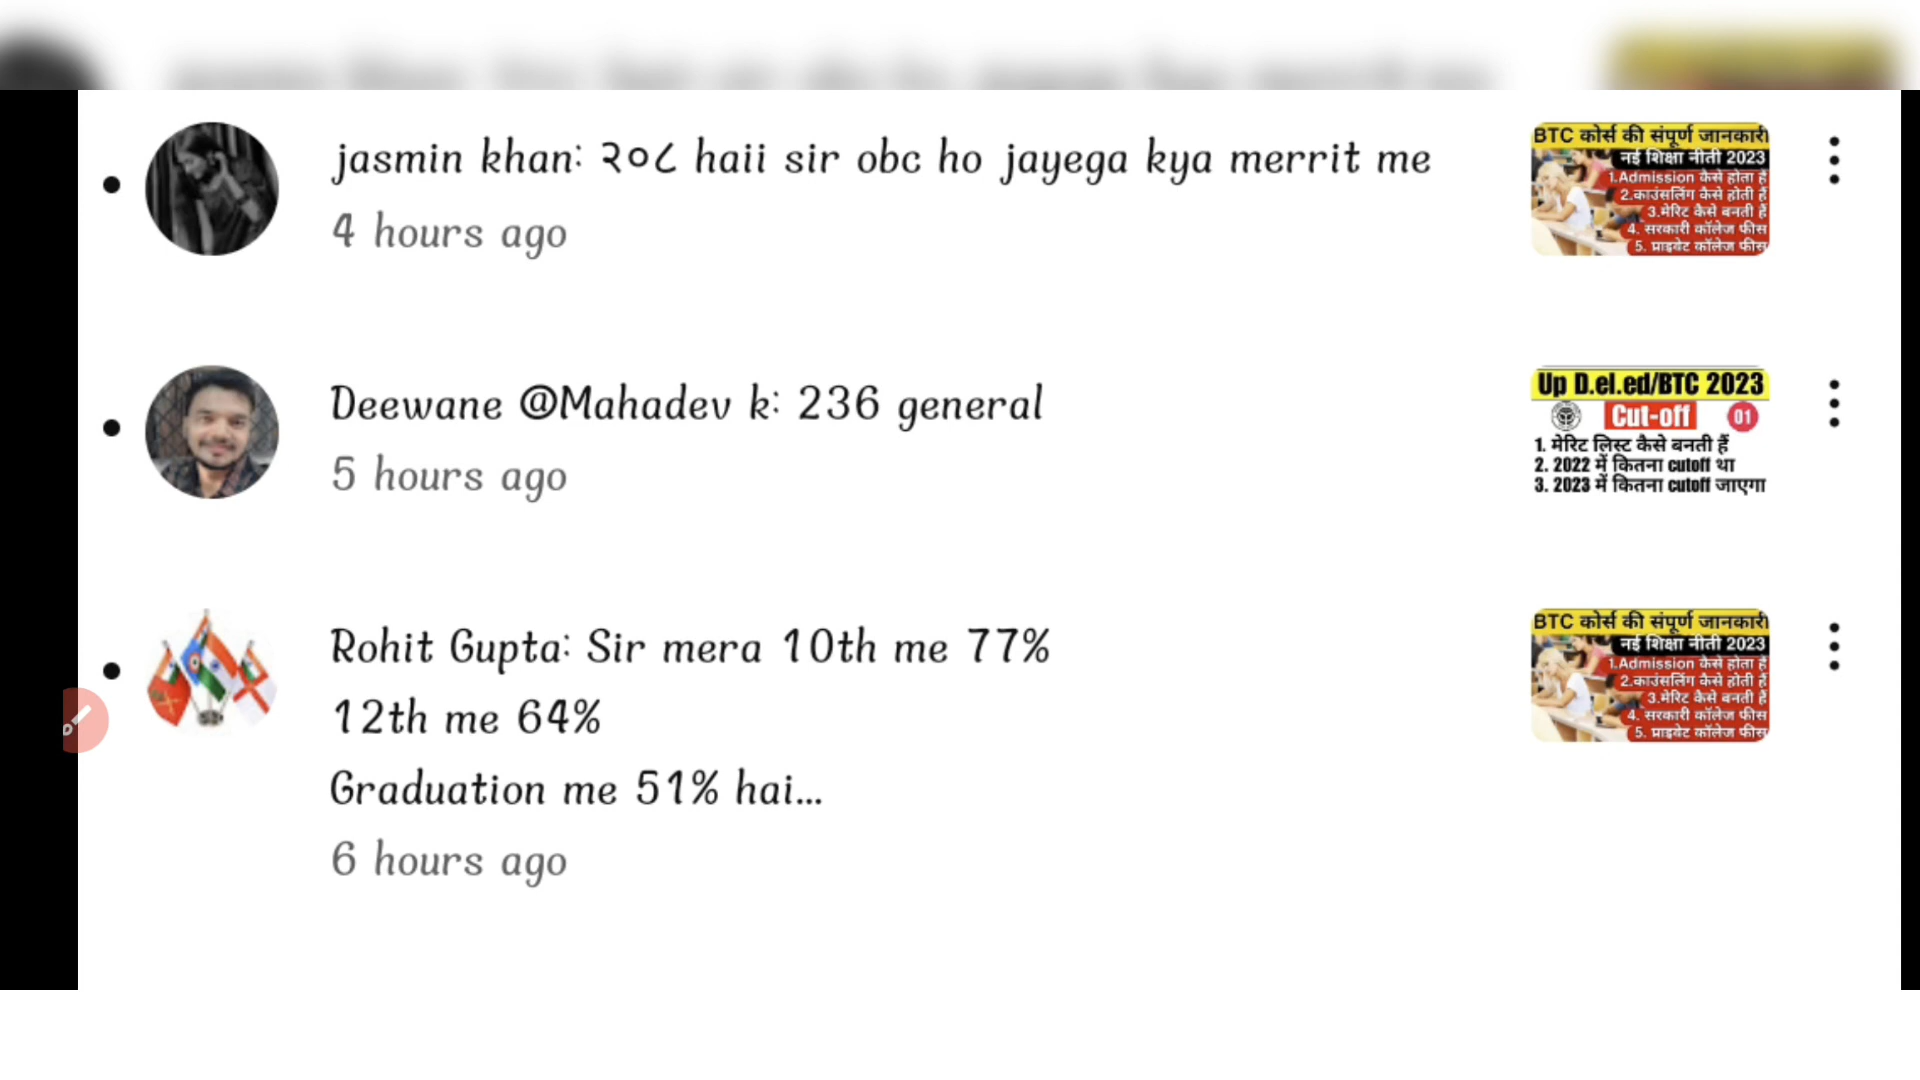 jasmin khan: २०८ haii sir obc ho jayega kya merrit me
4 hours ago
BTC कोर्स की संपूर्ण जानकारी
नई शिक्षा नीती 2023
1.Admission कैसे होता है
2.काउंसलिंग कैसे होती है
3.मेरिट कैसे बनती है
4. सरकारी कॉलेज फीस
5. प्राइवेट कॉलेज फीस
Deewane @Mahadev k: 236 general
5 hours ago
Up D.el.ed/BTC 2023
Cut-off 01
1. मेरिट लिस्ट कैसे बनती हैं
2. 2022 में कितना cutoff था
3. 2023 में कितना cutoff जाएगा
Rohit Gupta: Sir mera 10th me 77%
12th me 64%
Graduation me 51% hai...
6 hours ago
BTC कोर्स की संपूर्ण जानकारी
नई शिक्षा नीती 2023
1.Admission कैसे होता है
2.काउंसलिंग कैसे होती है
3.मेरिट कैसे बनती है
4. सरकारी कॉलेज फीस
5. प्राइवेट कॉलेज फीस